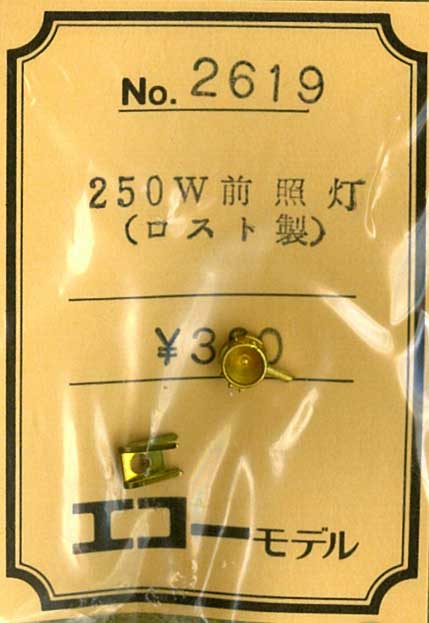 No. 2619
250W前照灯
(ロスト製)
エコーモデル